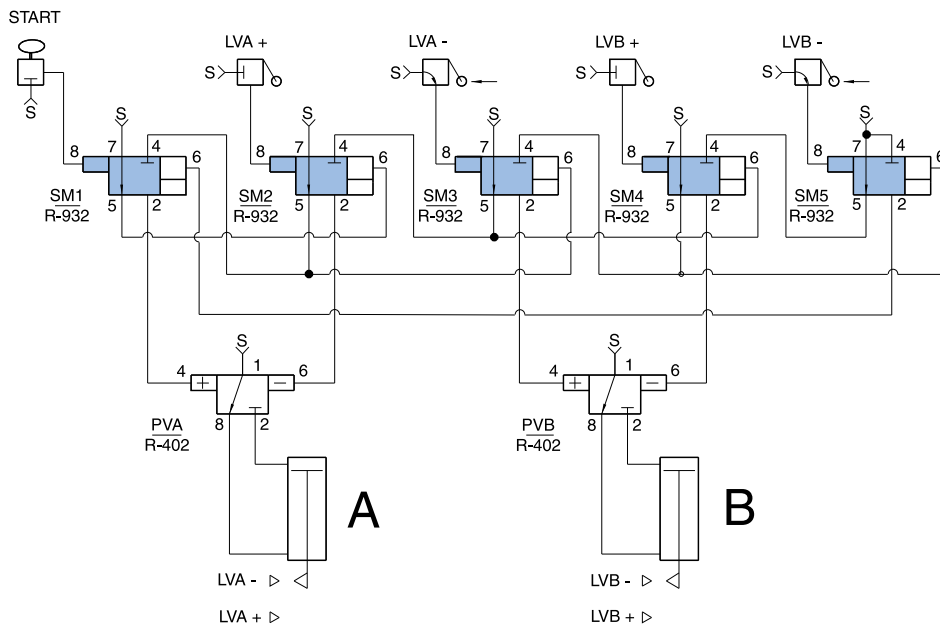 START
LVA +
LVA -
LVB +
LVB -
S S S S
S S S S S S
8 7 4 6
8 7 4 6
8 7 4 6
8 7 4 6
8 7 4 6
SM1
R-932
5 2
SM2
R-932
5 2
SM3
R-932
5 2
SM4
R-932
5 2
SM5
R-932
5 2
S S
4 + 1 - 6
4 + 1 - 6
PVA
R-402
8 2
PVB
R-402
8 2
A
B
LVA -
LVB -
LVA +
LVB +